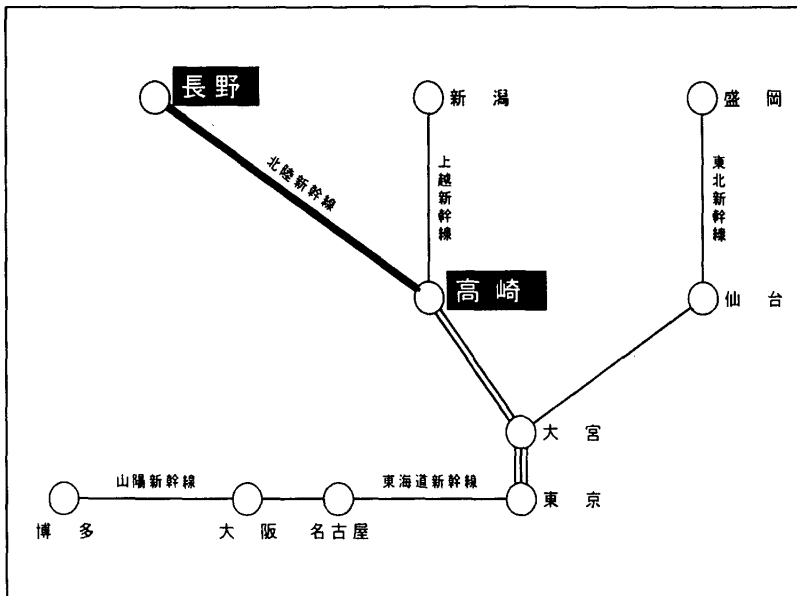 長野
新潟
盛岡
北陸新幹線
上越新幹線
東北新幹線
高崎
仙台
大宮
山陽新幹線
東海道新幹線
東京
博多
大阪
名古屋